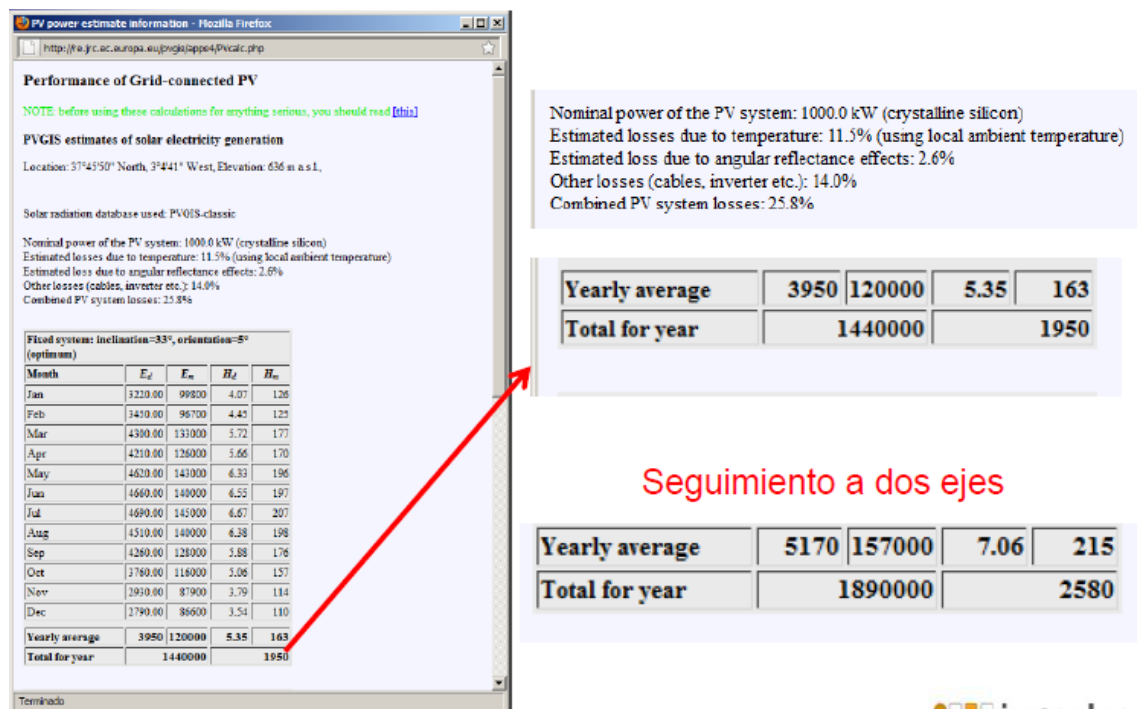 PV power estimate information - Mozilla Firefox
http://re.jrc.ec.europa.eu/pvgis/apps4/PVcalc.php
Performance of Grid-connected PV
NOTE: before using these calculations for anything serious, you should read [this]
PVGIS estimates of solar electricity generation
Location: 37°45'50" North, 3°4'41" West, Elevation: 636 m a.s.l.,
Solar radiation database used: PVGIS-classic
Nominal power of the PV system: 1000.0 kW (crystalline silicon)
Estimated losses due to temperature: 11.5% (using local ambient temperature)
Estimated loss due to angular reflectance effects: 2.6%
Other losses (cables, inverter etc.): 14.0%
Combined PV system losses: 25.8%
Fixed system: inclination=33°, orientation=5°
(optimum)
Month Ed Em Hd Hm
Jan 3220.00 99800 4.07 126
Feb 3450.00 96700 4.45 125
Mar 4300.00 133000 5.72 177
Apr 4210.00 126000 5.66 170
May 4620.00 143000 6.33 196
Jun 4660.00 140000 6.55 197
Jul 4690.00 145000 6.67 207
Aug 4510.00 140000 6.38 198
Sep 4260.00 128000 5.88 176
Oct 3760.00 116000 5.06 157
Nov 2930.00 87900 3.79 114
Dec 2790.00 86600 3.54 110
Yearly average 3950 120000 5.35 163
Total for year 1440000 1950
Terminado
Nominal power of the PV system: 1000.0 kW (crystalline silicon)
Estimated losses due to temperature: 11.5% (using local ambient temperature)
Estimated loss due to angular reflectance effects: 2.6%
Other losses (cables, inverter etc.): 14.0%
Combined PV system losses: 25.8%
Yearly average 3950 120000 5.35 163
Total for year 1440000 1950
Seguimiento a dos ejes
Yearly average 5170 157000 7.06 215
Total for year 1890000 2580